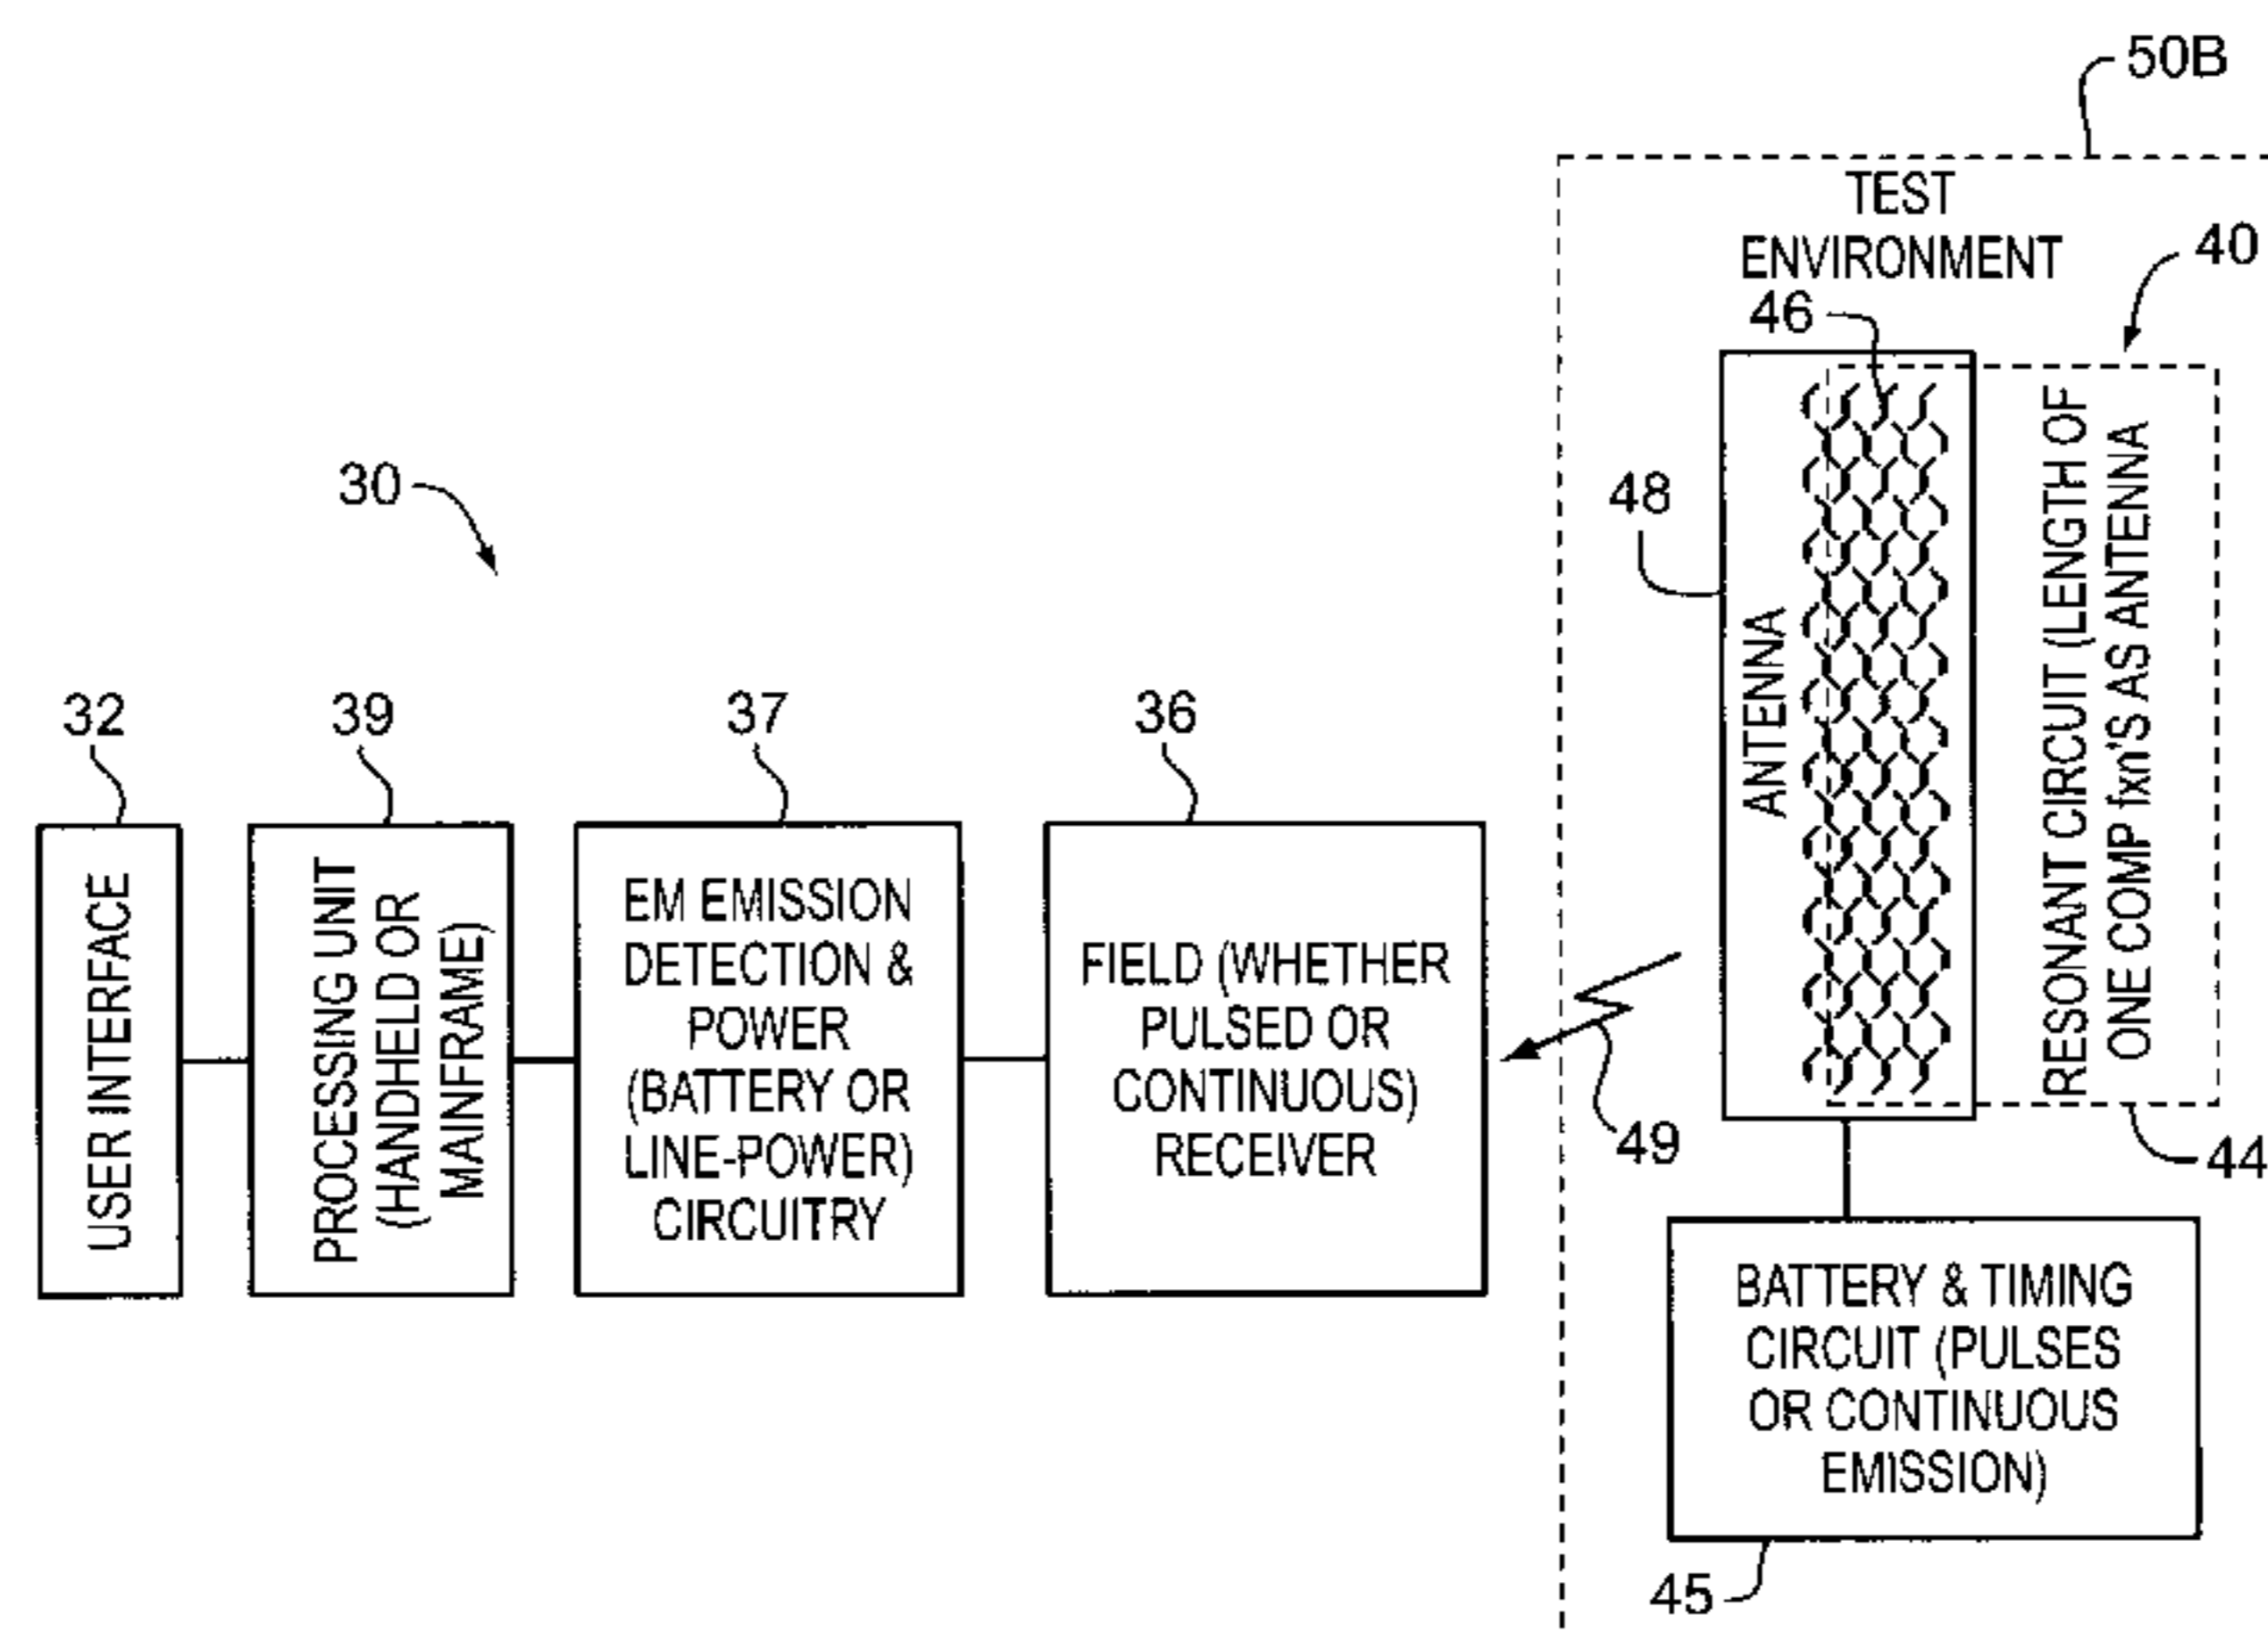 50B
TEST
ENVIRONMENT
40
46
48
ANTENNA
RESONANT CIRCUIT (LENGTH OF
ONE COMP fxn'S AS ANTENNA
30
32
39
37
36
USER INTERFACE
PROCESSING UNIT
(HANDHELD OR
MAINFRAME)
EM EMISSION
DETECTION &
POWER
(BATTERY OR
LINE-POWER)
CIRCUITRY
FIELD (WHETHER
PULSED OR
CONTINUOUS)
RECEIVER
49
44
BATTERY & TIMING
CIRCUIT (PULSES
OR CONTINUOUS
EMISSION)
45